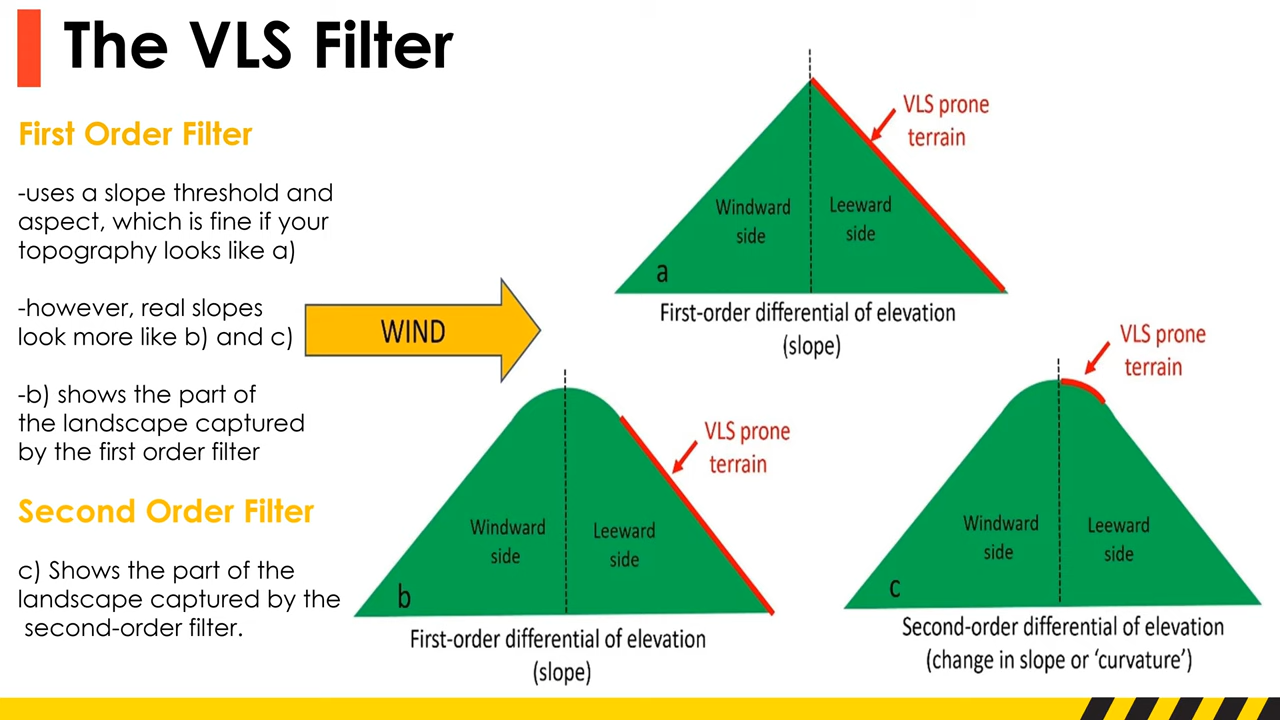 The VLS Filter
First Order Filter
-uses a slope threshold and
aspect, which is fine if your
topography looks like a)
-however, real slopes
look more like b) and c)
-b) shows the part of
the landscape captured
by the first order filter
Second Order Filter
c) Shows the part of the
landscape captured by the
second-order filter.
WIND
VLS prone
terrain
Windward
side
Leeward
side
a
First-order differential of elevation
(slope)
VLS prone
terrain
Windward
side
Leeward
side
b
First-order differential of elevation
(slope)
VLS prone
terrain
Windward
side
Leeward
side
c
Second-order differential of elevation
(change in slope or ‘curvature’)